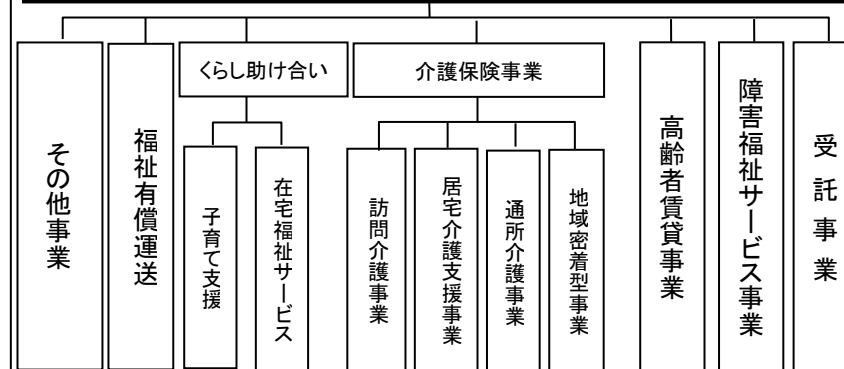 くらし助け合い
介護保険事業
その他事業
福祉有償運送
子育て支援
在宅福祉サービス
訪問介護事業
居宅介護支援事業
通所介護事業
地域密着型事業
高齢者賃貸事業
障害福祉サービス事業
受託事業